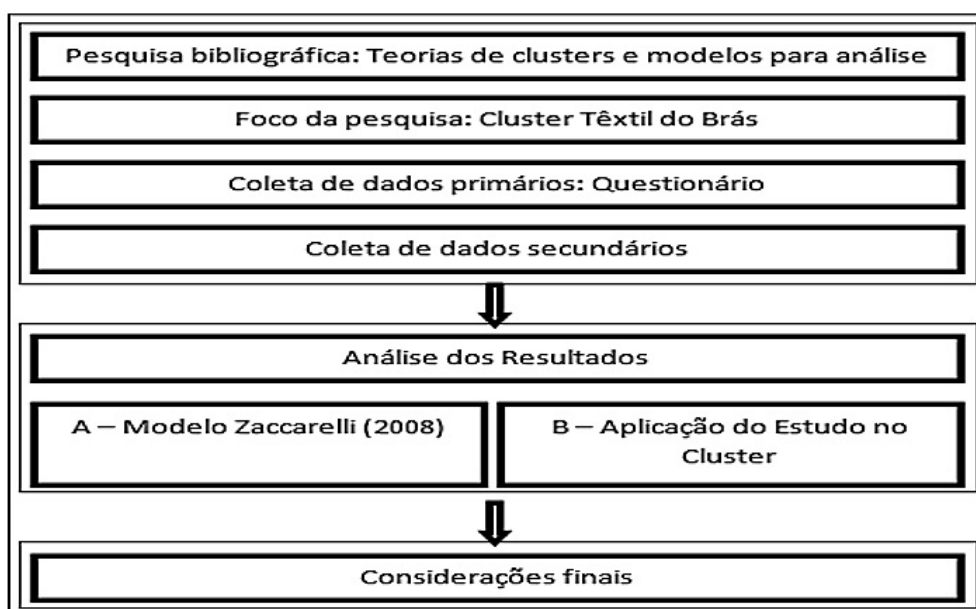 Pesquisa bibliográfica: Teorias de clusters e modelos para análise
Foco da pesquisa: Cluster Têxtil do Brás
Coleta de dados primários: Questionário
Coleta de dados secundários
Análise dos Resultados
A – Modelo Zaccarelli (2008)
B – Aplicação do Estudo no
Cluster
Considerações finais